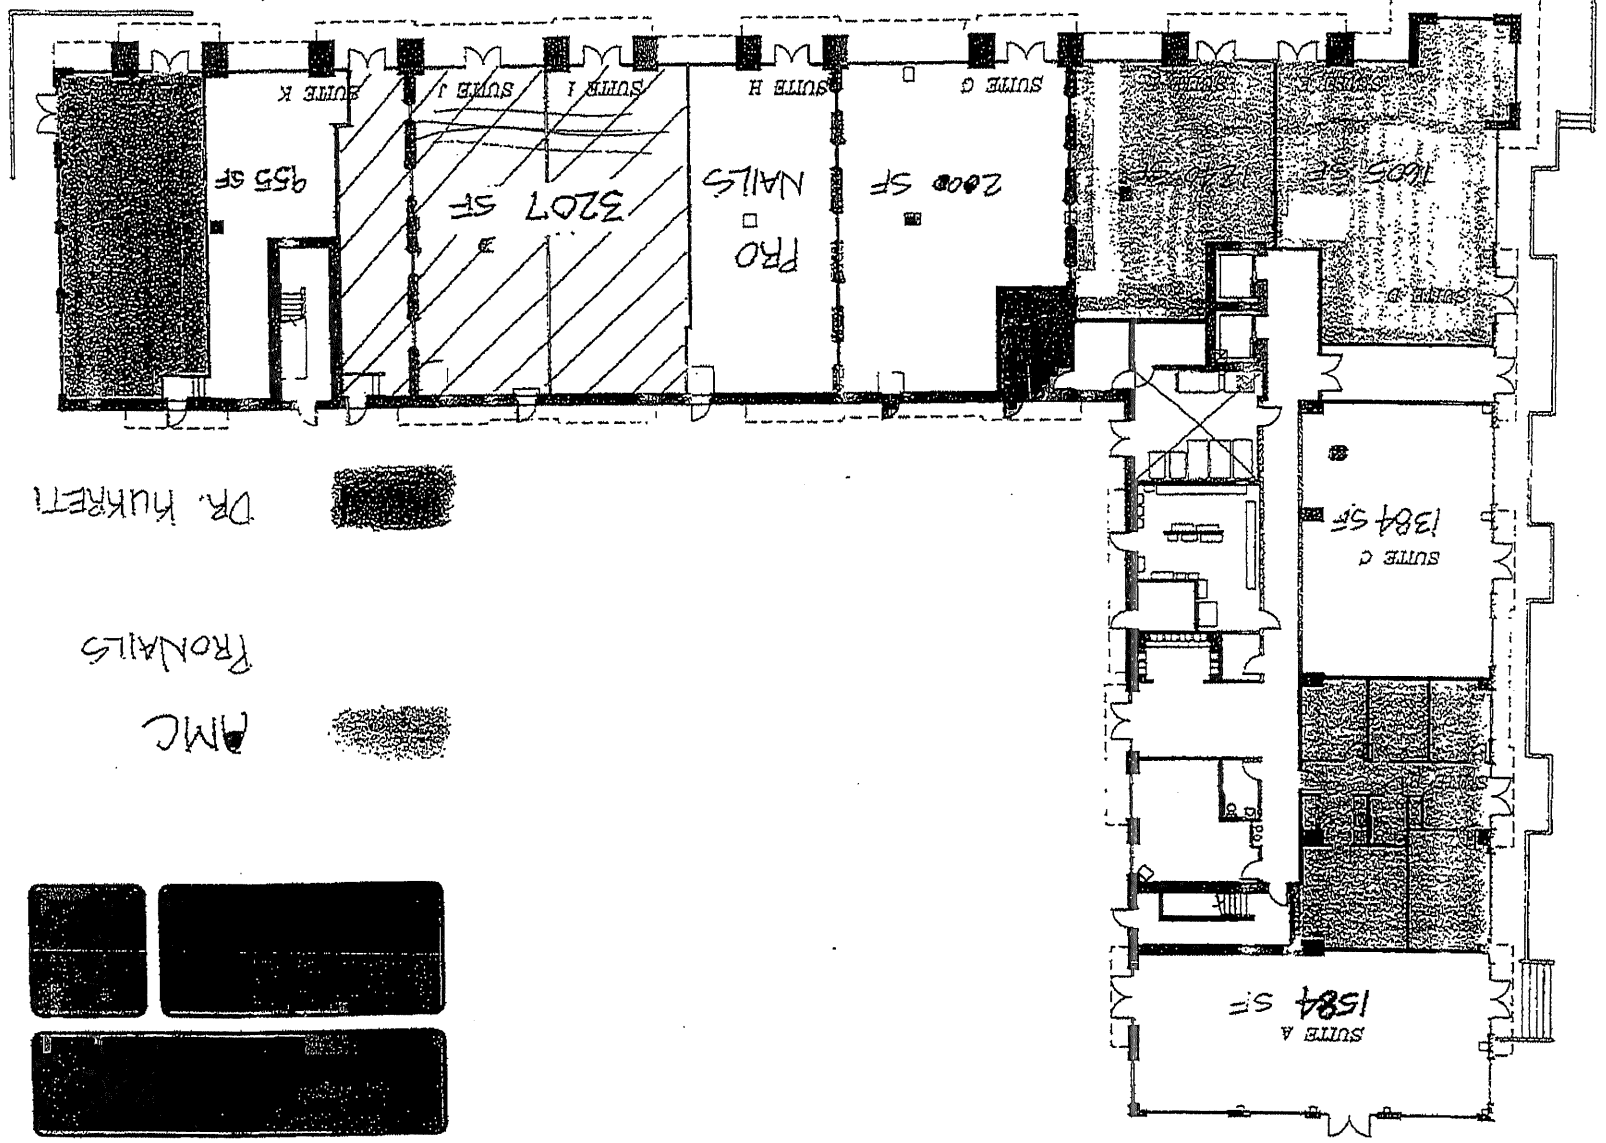 SUITE A
1584 SF
SUITE C
1384 SF
SUITE D
1605
SUITE G
2000 SF
SUITE H
PRO
NAILS
SUITE I
SUITE J
3207 SF
SUITE K
955 SF
AMC
PRONAILS
DR. KUKRETI